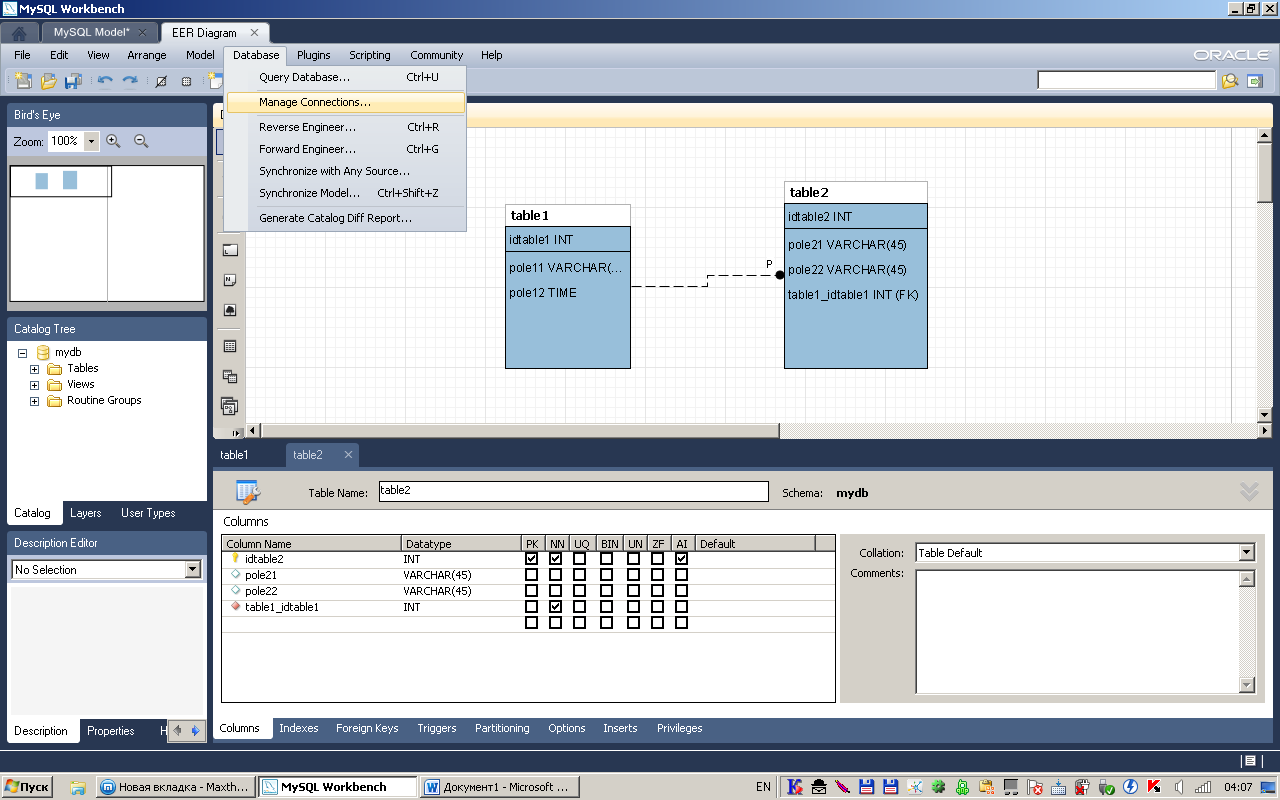 MySQL Workbench
MySQL Model*
EER Diagram
File Edit View Arrange Model Database Plugins Scripting Community Help
ORACLE
Query Database... Ctrl+U
Manage Connections...
Reverse Engineer... Ctrl+R
Forward Engineer... Ctrl+G
Synchronize with Any Source...
Synchronize Model... Ctrl+Shift+Z
Generate Catalog Diff Report...
Bird's Eye
Zoom: 100%
table1
idtable1 INT
pole11 VARCHAR(...
pole12 TIME
P
table2
idtable2 INT
pole21 VARCHAR(45)
pole22 VARCHAR(45)
table1_idtable1 INT (FK)
Catalog Tree
mydb
Tables
Views
Routine Groups
Catalog Layers User Types
Description Editor
No Selection
Description Properties H
table1 table2
Table Name: table2 Schema: mydb
Columns
Column Name Datatype PK NN UQ BIN UN ZF AI Default
idtable2 INT
pole21 VARCHAR(45)
pole22 VARCHAR(45)
table1_idtable1 INT
Collation: Table Default
Comments:
Columns Indexes Foreign Keys Triggers Partitioning Options Inserts Privileges
Пуск
Новая вкладка - Maxth...
MySQL Workbench
Документ1 - Microsoft ...
EN
04:07